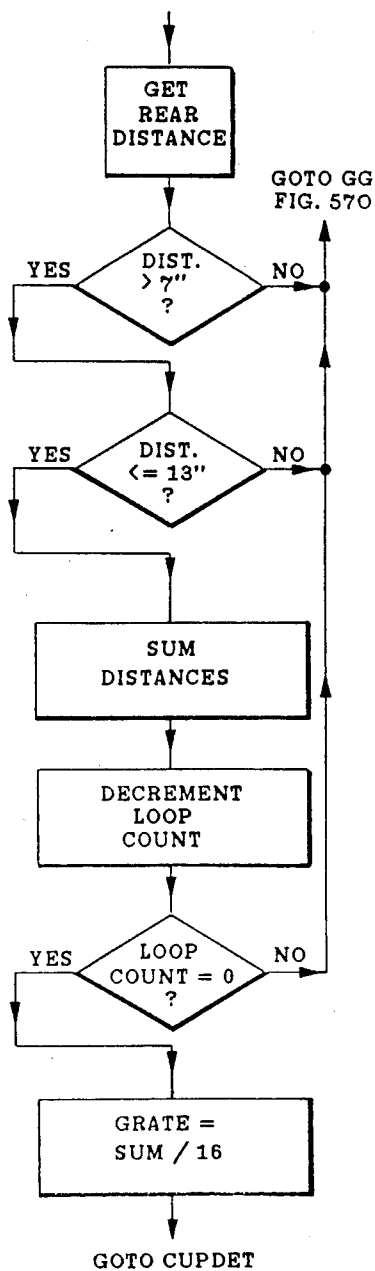 GET
REAR
DISTANCE
GOTO GG
FIG. 570
YES
DIST.
> 7"
?
NO
YES
DIST.
<= 13"
?
NO
SUM
DISTANCES
DECREMENT
LOOP
COUNT
YES
LOOP
COUNT = 0
?
NO
GRATE =
SUM / 16
GOTO CUPDET